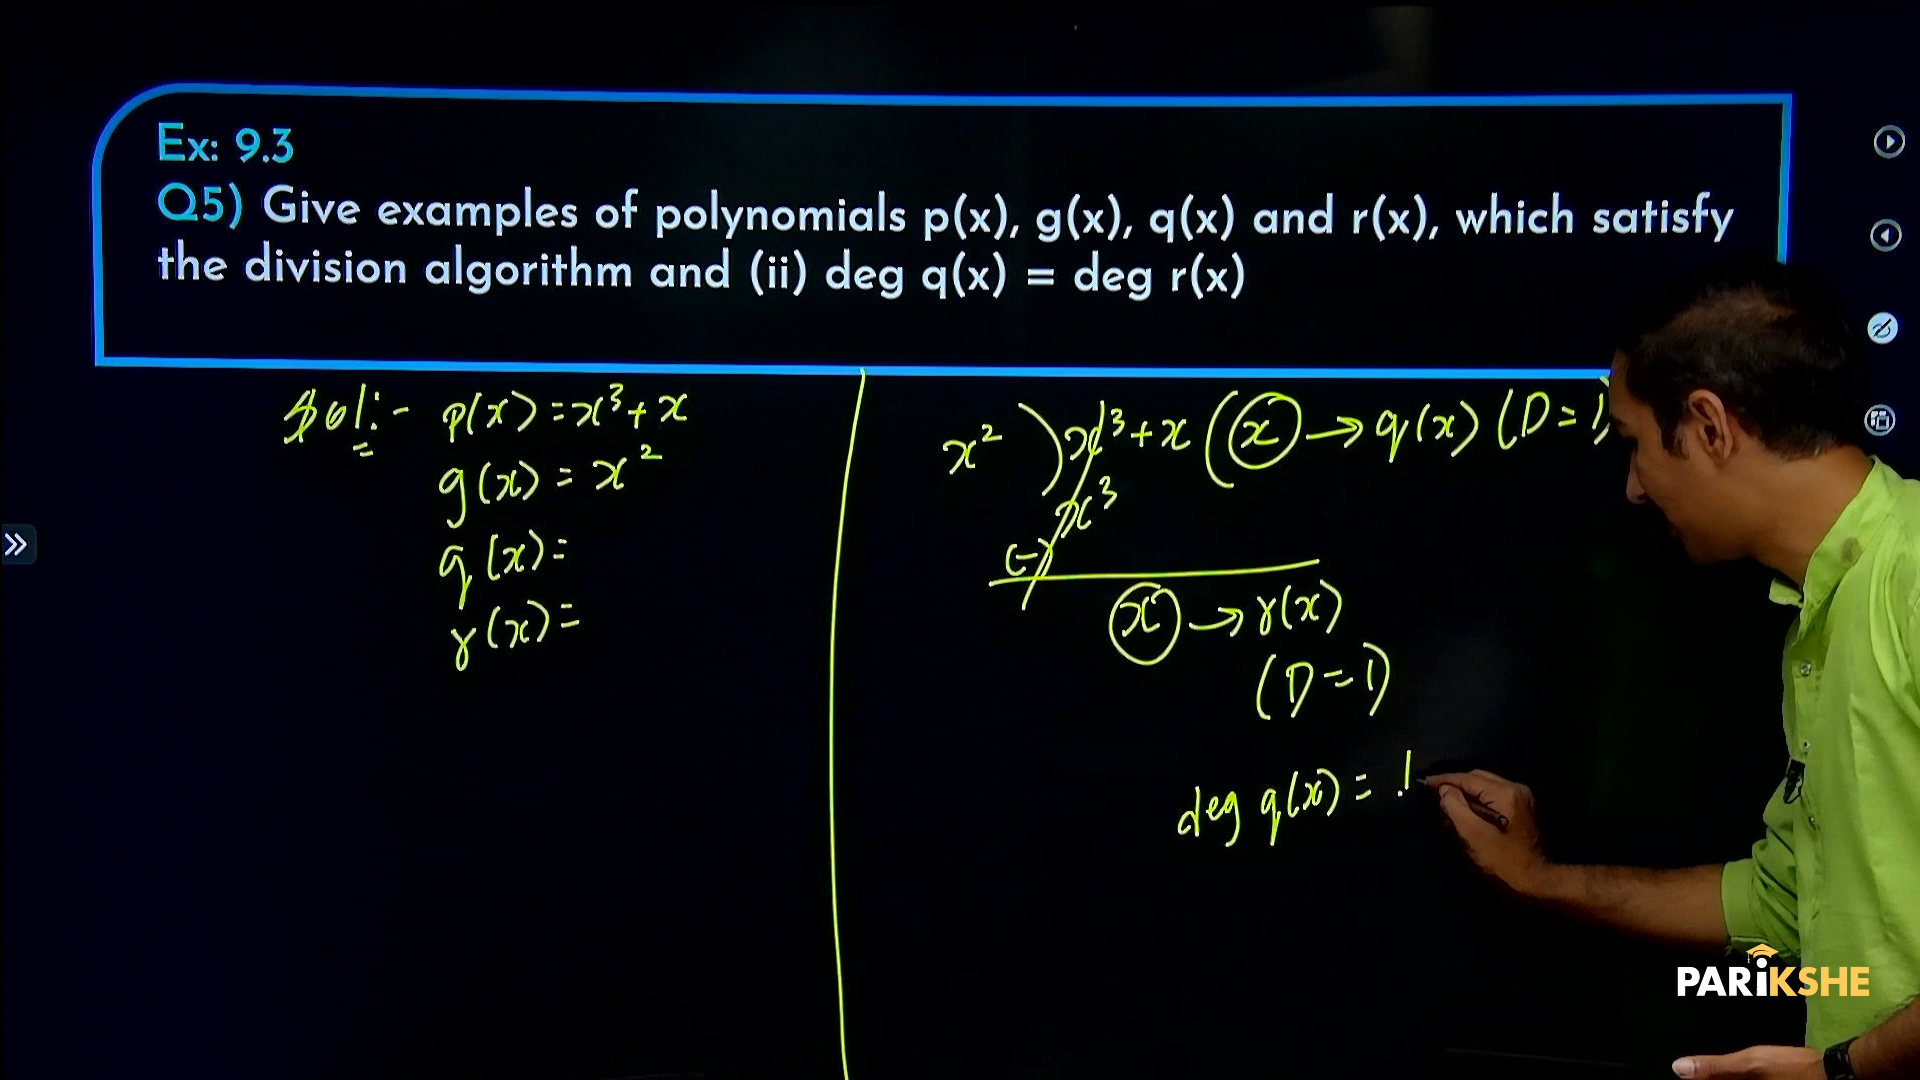 Ex: 9.3
Q5) Give examples of polynomials p(x), g(x), q(x) and r(x), which satisfy
the division algorithm and (ii) deg q(x) = deg r(x)
Sol:- p(x) = x³ + x
g(x) = x²
q(x) =
r(x) =
x² ) x³ + x ( x → q(x) (D = 1)
x³
(-)
x → r(x)
(D = 1)
deg q(x) = 1
PARiKSHE